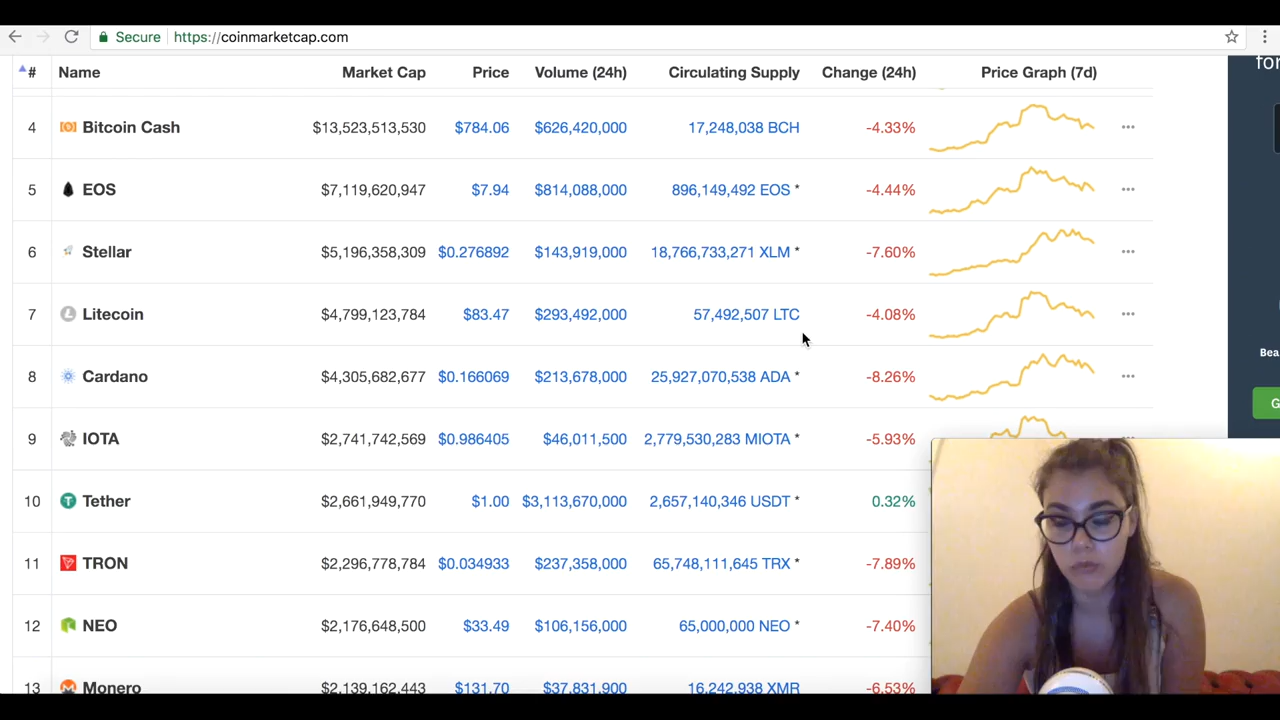 Secure https://coinmarketcap.com
for
# Name Market Cap Price Volume (24h) Circulating Supply Change (24h) Price Graph (7d)
4 Bitcoin Cash $13,523,513,530 $784.06 $626,420,000 17,248,038 BCH -4.33%
5 EOS $7,119,620,947 $7.94 $814,088,000 896,149,492 EOS * -4.44%
6 Stellar $5,196,358,309 $0.276892 $143,919,000 18,766,733,271 XLM * -7.60%
7 Litecoin $4,799,123,784 $83.47 $293,492,000 57,492,507 LTC -4.08%
Bea
8 Cardano $4,305,682,677 $0.166069 $213,678,000 25,927,070,538 ADA * -8.26%
G
9 IOTA $2,741,742,569 $0.986405 $46,011,500 2,779,530,283 MIOTA * -5.93%
10 Tether $2,661,949,770 $1.00 $3,113,670,000 2,657,140,346 USDT * 0.32%
11 TRON $2,296,778,784 $0.034933 $237,358,000 65,748,111,645 TRX * -7.89%
12 NEO $2,176,648,500 $33.49 $106,156,000 65,000,000 NEO * -7.40%
13 Monero $2,139,162,443 $131.70 $37,831,900 16,242,938 XMR -6.53%